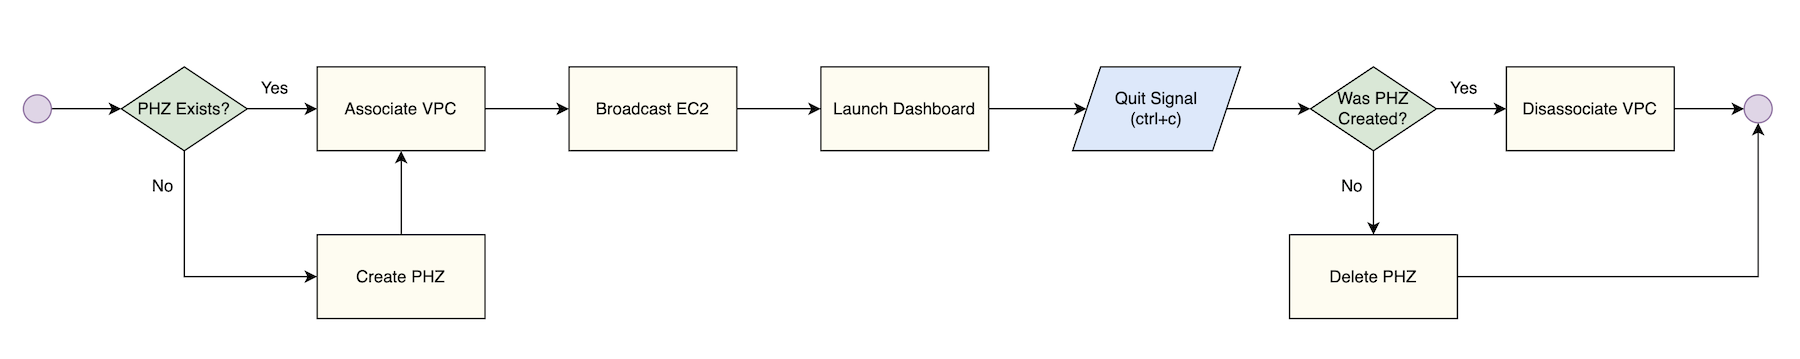 PHZ Exists?
Yes
No
Create PHZ
Associate VPC
Broadcast EC2
Launch Dashboard
Quit Signal
(ctrl+c)
Was PHZ
Created?
Yes
No
Delete PHZ
Disassociate VPC